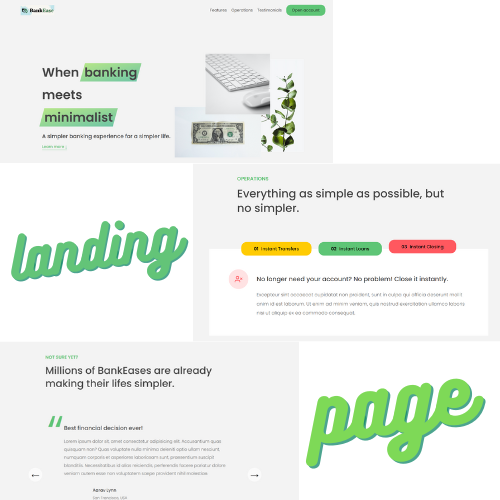 BankEase
Features Operations Testimonials Open account
When banking
meets
minimalist
A simpler banking experience for a simpler life.
Learn more ↓
landing
OPERATIONS
Everything as simple as possible, but
no simpler.
01 Instant Transfers
02 Instant Loans
03 Instant Closing
No longer need your account? No problem! Close it instantly.
Excepteur sint occaecat cupidatat non proident, sunt in culpa qui officia deserunt mollit
anim id est laborum. Ut enim ad minim veniam, quis nostrud exercitation ullamco laboris
nisi ut aliquip ex ea commodo consequat.
NOT SURE YET?
Millions of BankEases are already
making their lifes simpler.
Best financial decision ever!
Lorem ipsum dolor sit, amet consectetur adipisicing elit. Accusantium quas
quisquam non? Quas voluptate nulla minima deleniti optio ullam nesciunt,
numquam corporis et laboriosam asperiores sunt, praesentium suscipit
blanditiis. Necessitatibus id alias reiciendis, perferendis facere pariatur dolore
veniam autem esse non voluptatem saepe provident nihil molestiae.
Aarav Lynn
San Francisco, USA
page